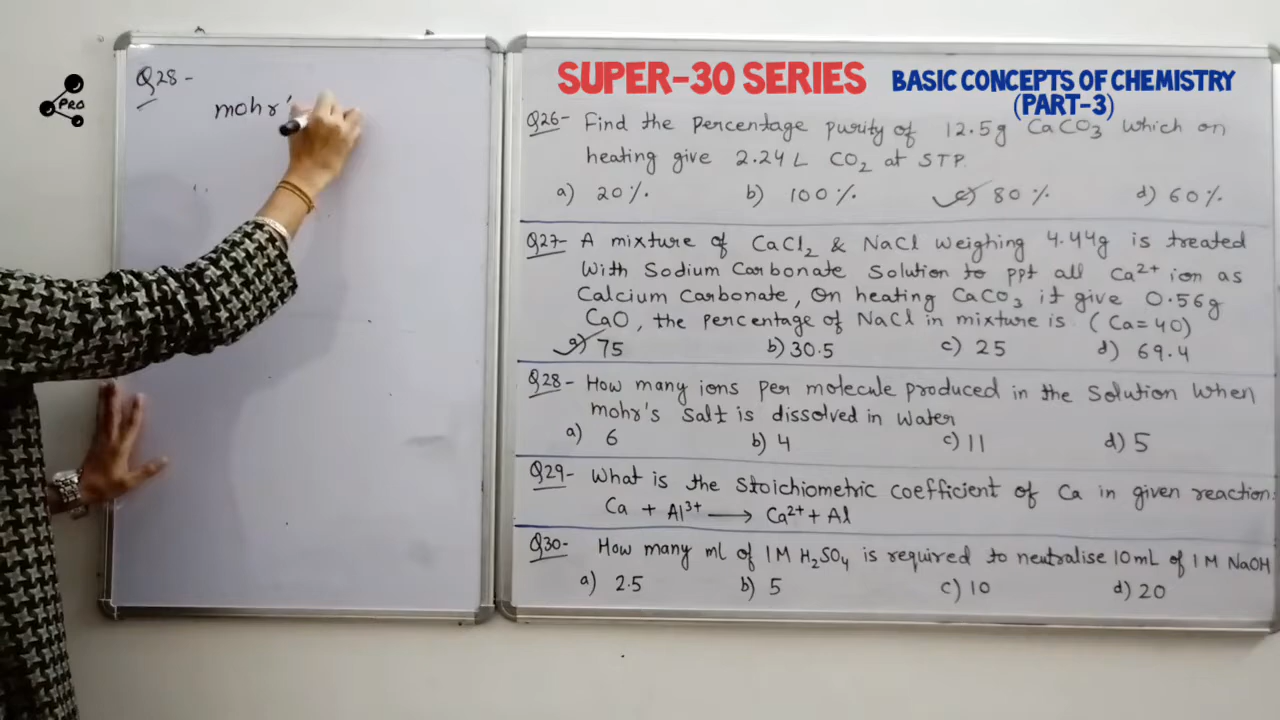 Q28-
mohr'
PRO
SUPER-30 SERIES
BASIC CONCEPTS OF CHEMISTRY
(PART-3)
Q26- Find the percentage purity of 12.5g CaCO3 which on
heating give 2.24 L CO2 at STP.
a) 20%. b) 100%. c) 80% d) 60%.
Q27- A mixture of CaCl2 & NaCl weighing 4.44g is treated
with Sodium Carbonate Solution to ppt all Ca2+ ion as
Calcium Carbonate, On heating CaCO3 it give 0.56g
CaO, the percentage of NaCl in mixture is (Ca=40)
a) 75 b) 30.5 c) 25 d) 69.4
Q28- How many ions per molecule produced in the Solution when
mohr's Salt is dissolved in water
a) 6 b) 4 c) 11 d) 5
Q29- What is the Stoichiometric coefficient of Ca in given reaction:
Ca + Al3+ → Ca2+ + Al
Q30- How many ml of 1M H2SO4 is required to neutralise 10mL of 1M NaOH
a) 2.5 b) 5 c) 10 d) 20